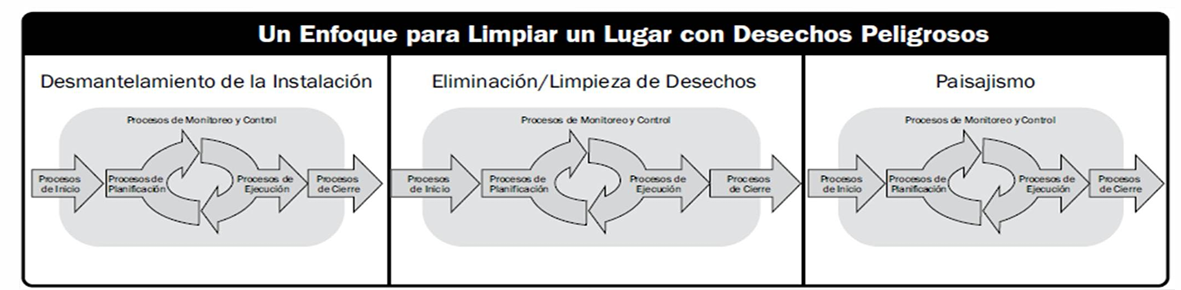 Un Enfoque para Limpiar un Lugar con Desechos Peligrosos
Desmantelamiento de la Instalación
Procesos de Monitoreo y Control
Procesos de Inicio
Procesos de Planificación
Procesos de Ejecución
Procesos de Cierre
Eliminación/Limpieza de Desechos
Procesos de Monitoreo y Control
Procesos de Inicio
Procesos de Planificación
Procesos de Ejecución
Procesos de Cierre
Paisajismo
Procesos de Monitoreo y Control
Procesos de Inicio
Procesos de Planificación
Procesos de Ejecución
Procesos de Cierre